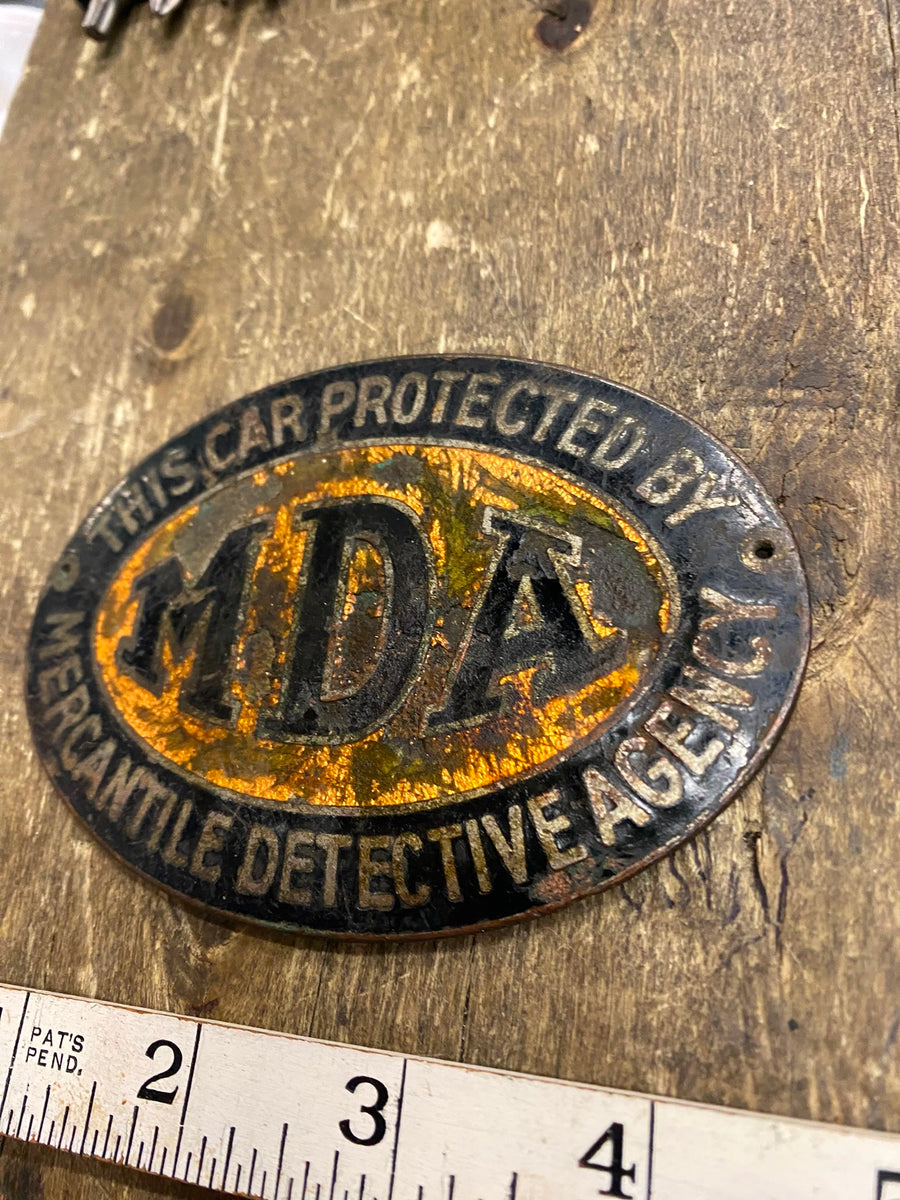 THIS CAR PROTECTED BY
MDA
MERCANTILE DETECTIVE AGENCY
PAT'S
PEND.
2
3
4